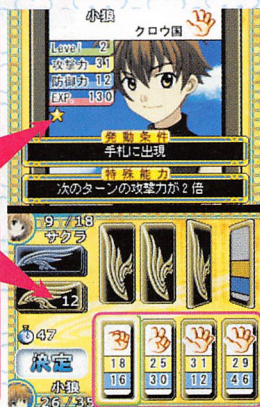 小狼
クロウ国
Level 2
攻撃力 31
防御力 12
EXP. 130
発動条件
手札に出現
特殊能力
次のターンの攻撃力が2倍
9/18
サクラ
12
47
決定
18 25 31 29
16 30 12 46
小狼
26/35